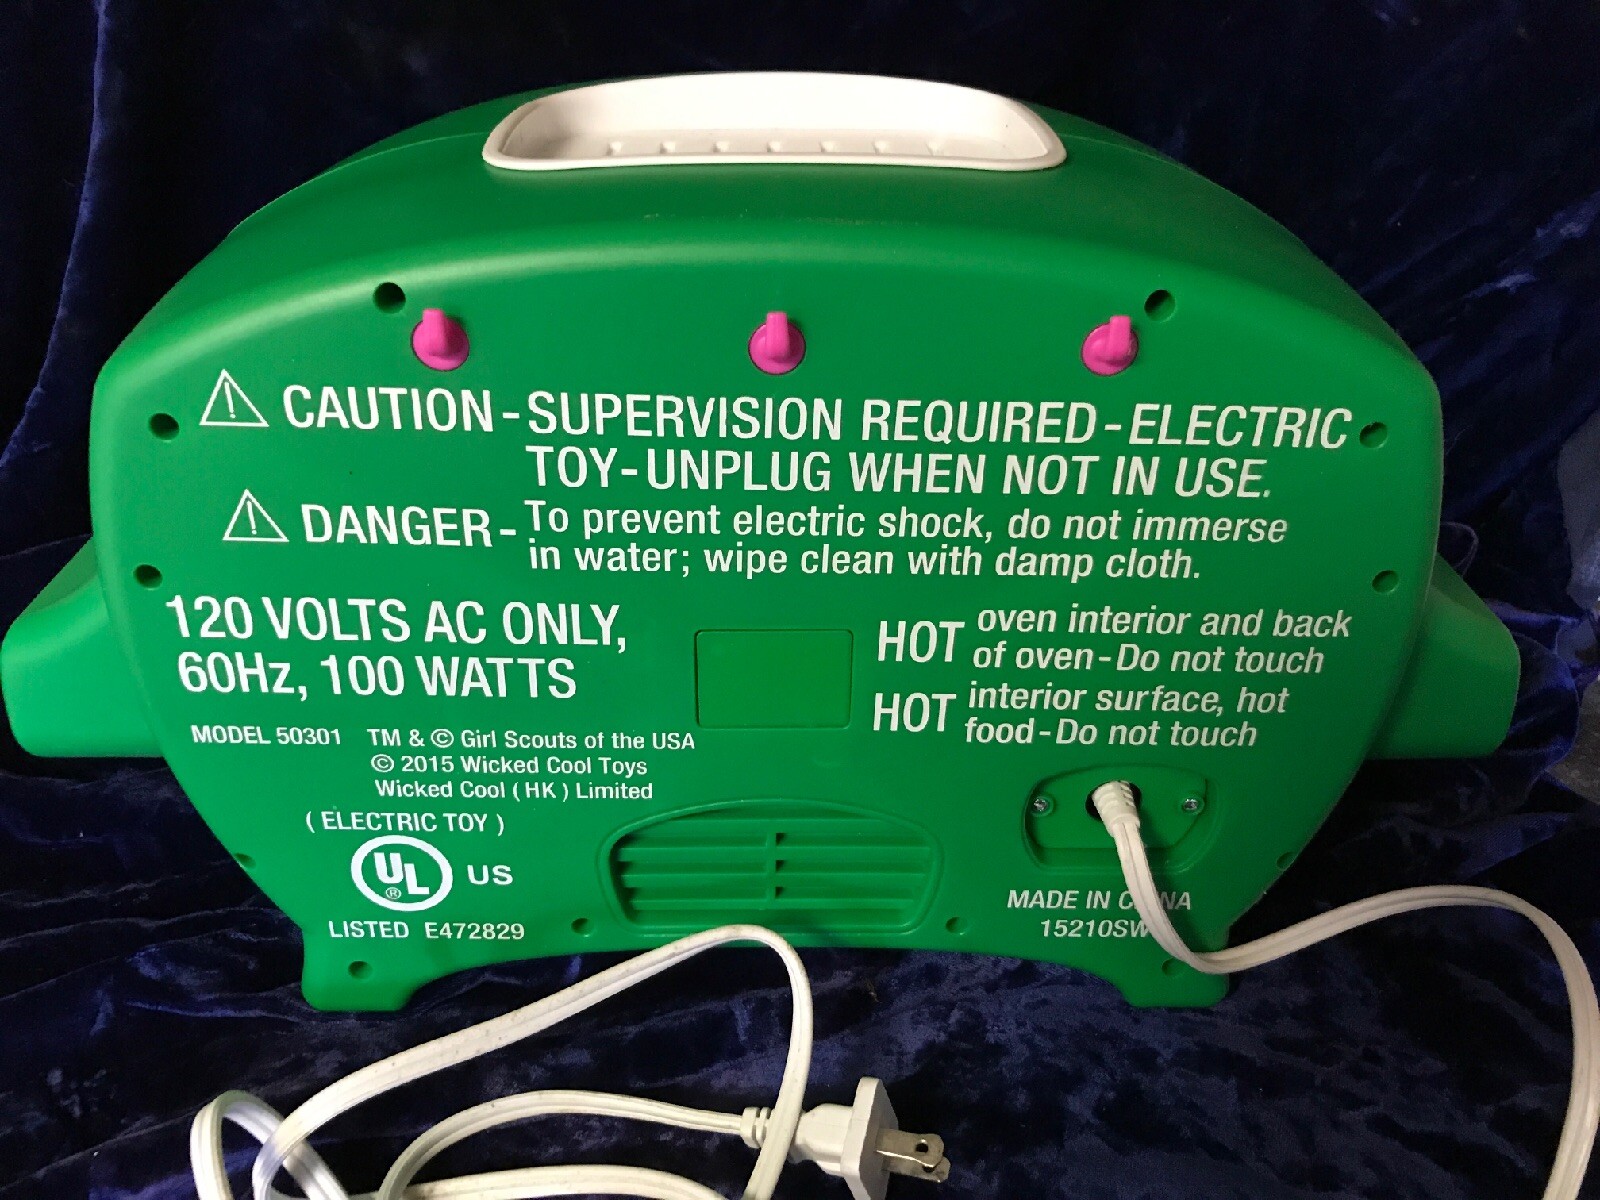 CAUTION-SUPERVISION REQUIRED-ELECTRIC
TOY-UNPLUG WHEN NOT IN USE.
DANGER- To prevent electric shock, do not immerse
in water; wipe clean with damp cloth.
120 VOLTS AC ONLY,
60Hz, 100 WATTS
HOT oven interior and back
of oven-Do not touch
HOT interior surface, hot
food-Do not touch
MODEL 50301 TM & © Girl Scouts of the USA
© 2015 Wicked Cool Toys
Wicked Cool (HK) Limited
(ELECTRIC TOY)
UL® US
LISTED E472829
MADE IN
15210SW